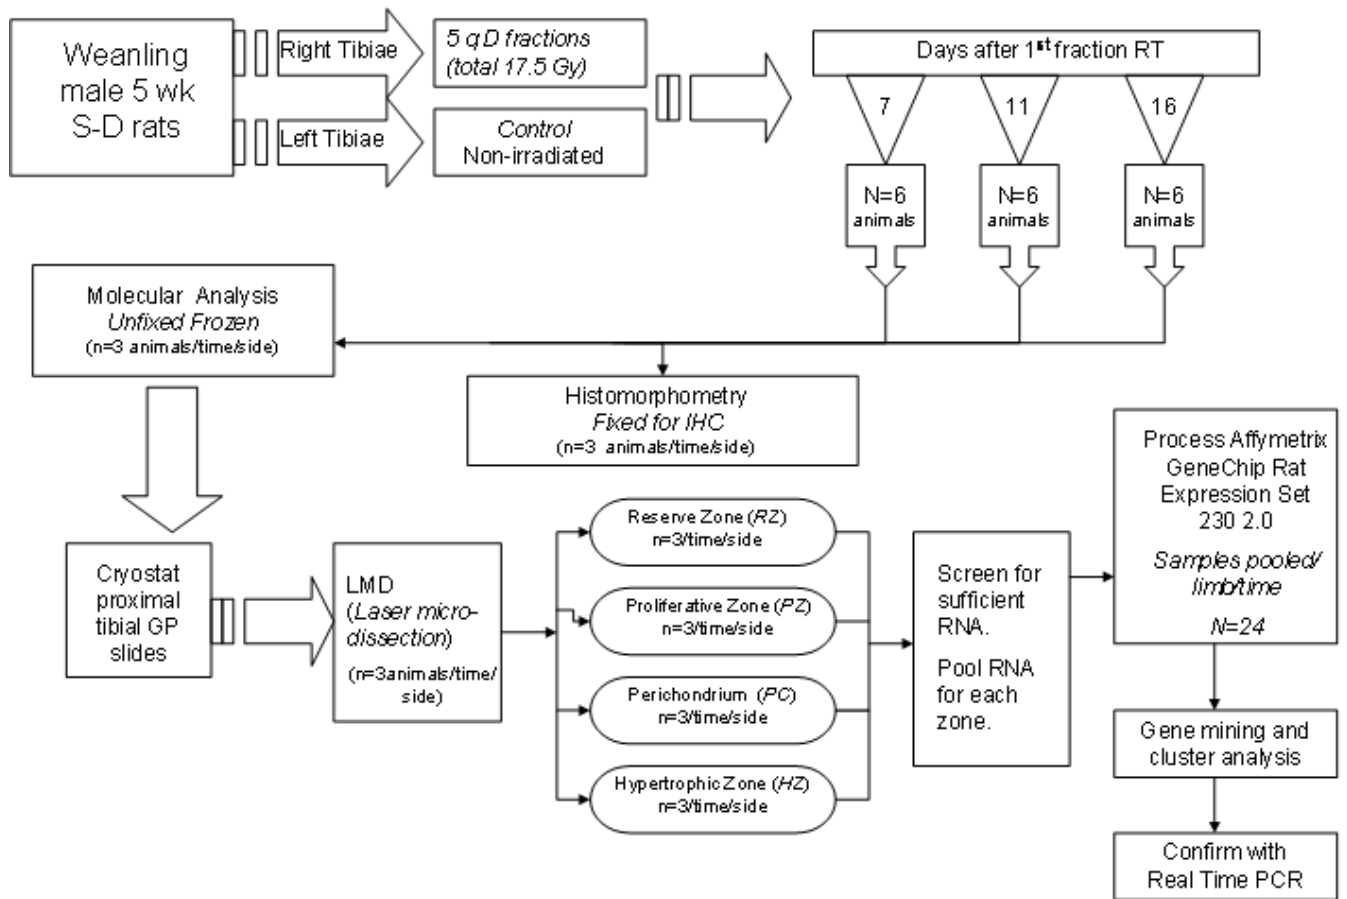 Weanling
male 5 wk
S-D rats
Right Tibiae
Left Tibiae
5 qD fractions
(total 17.5 Gy)
Control
Non-irradiated
Days after 1st fraction RT
7
11
16
N=6
animals
N=6
animals
N=6
animals
Molecular Analysis
Unfixed Frozen
(n=3 animals/time/side)
Histomorphometry
Fixed for IHC
(n=3 animals/time/side)
Cryostat
proximal
tibial GP
slides
LMD
(Laser micro-
dissection)
(n=3animals/time/
side)
Reserve Zone (RZ)
n=3/time/side
Proliferative Zone (PZ)
n=3/time/side
Perichondrium (PC)
n=3/time/side
Hypertrophic Zone (HZ)
n=3/time/side
Screen for
sufficient
RNA.
Pool RNA
for each
zone.
Process Affymetrix
GeneChip Rat
Expression Set
230 2.0
Samples pooled/
limb/time
N=24
Gene mining and
cluster analysis
Confirm with
Real Time PCR